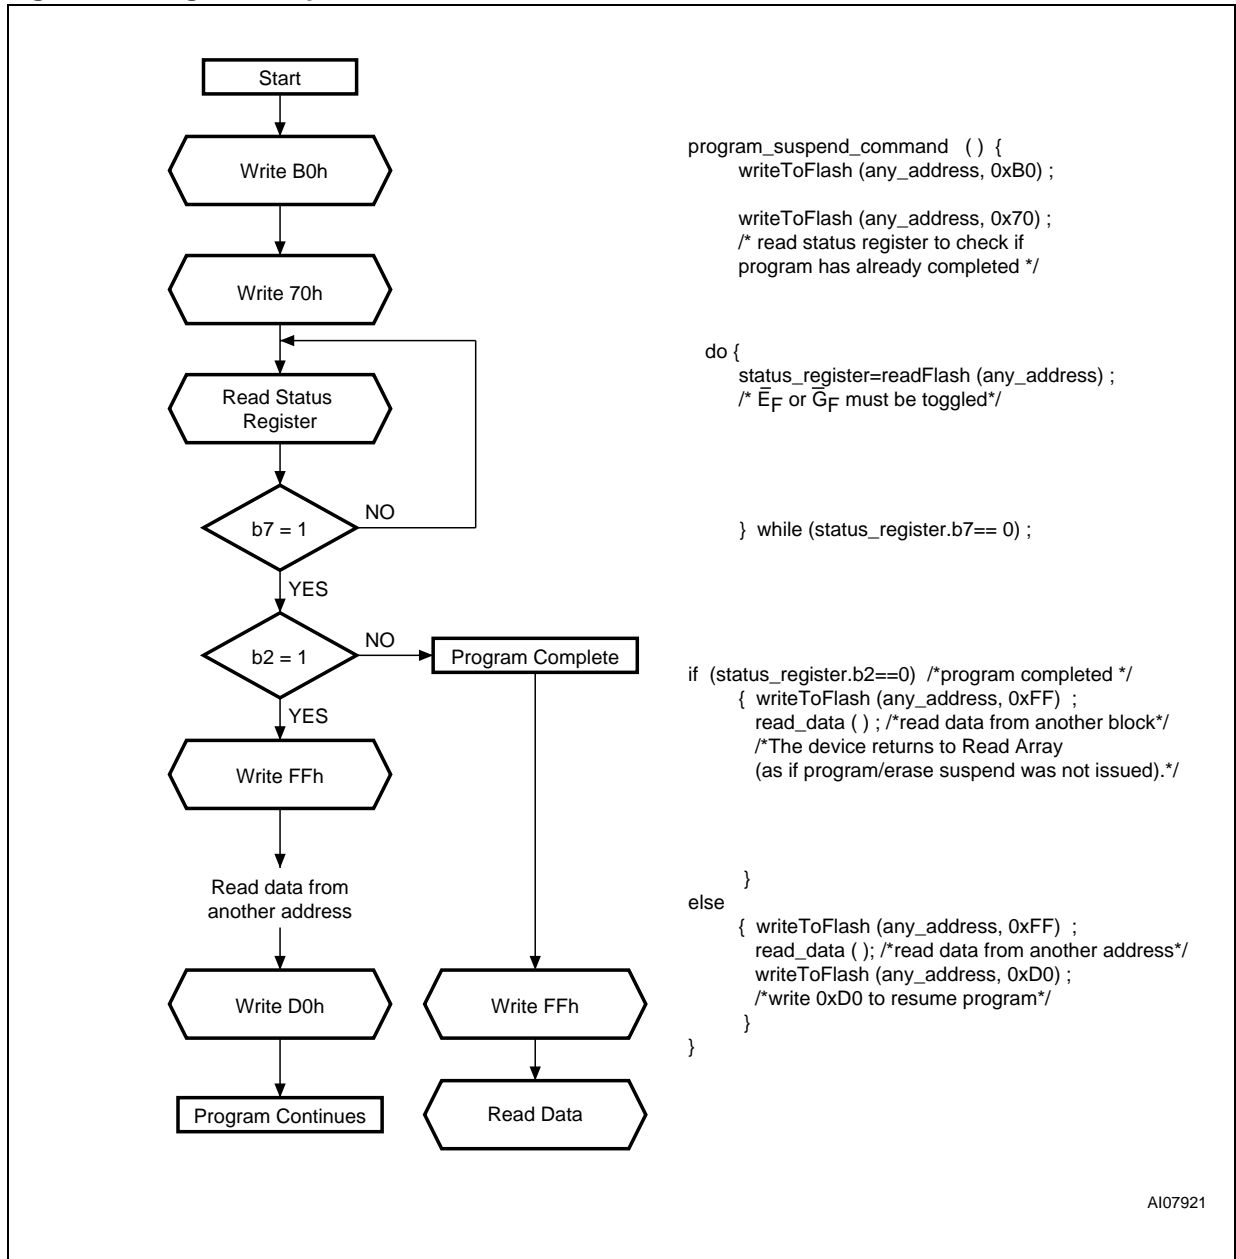 Start
Write B0h
Write 70h
Read Status
Register
NO
b7 = 1
YES
NO
b2 = 1
Program Complete
YES
Write FFh
Read data from
another address
Write D0h
Write FFh
Program Continues
Read Data
program_suspend_command ( ) {
writeToFlash (any_address, 0xB0) ;
writeToFlash (any_address, 0x70) ;
/* read status register to check if
program has already completed */
do {
status_register=readFlash (any_address) ;
/* E̅F or G̅F must be toggled*/
} while (status_register.b7== 0) ;
if (status_register.b2==0) /*program completed */
{ writeToFlash (any_address, 0xFF) ;
read_data ( ) ; /*read data from another block*/
/*The device returns to Read Array
(as if program/erase suspend was not issued).*/
}
else
{ writeToFlash (any_address, 0xFF) ;
read_data ( ); /*read data from another address*/
writeToFlash (any_address, 0xD0) ;
/*write 0xD0 to resume program*/
}
}
AI07921